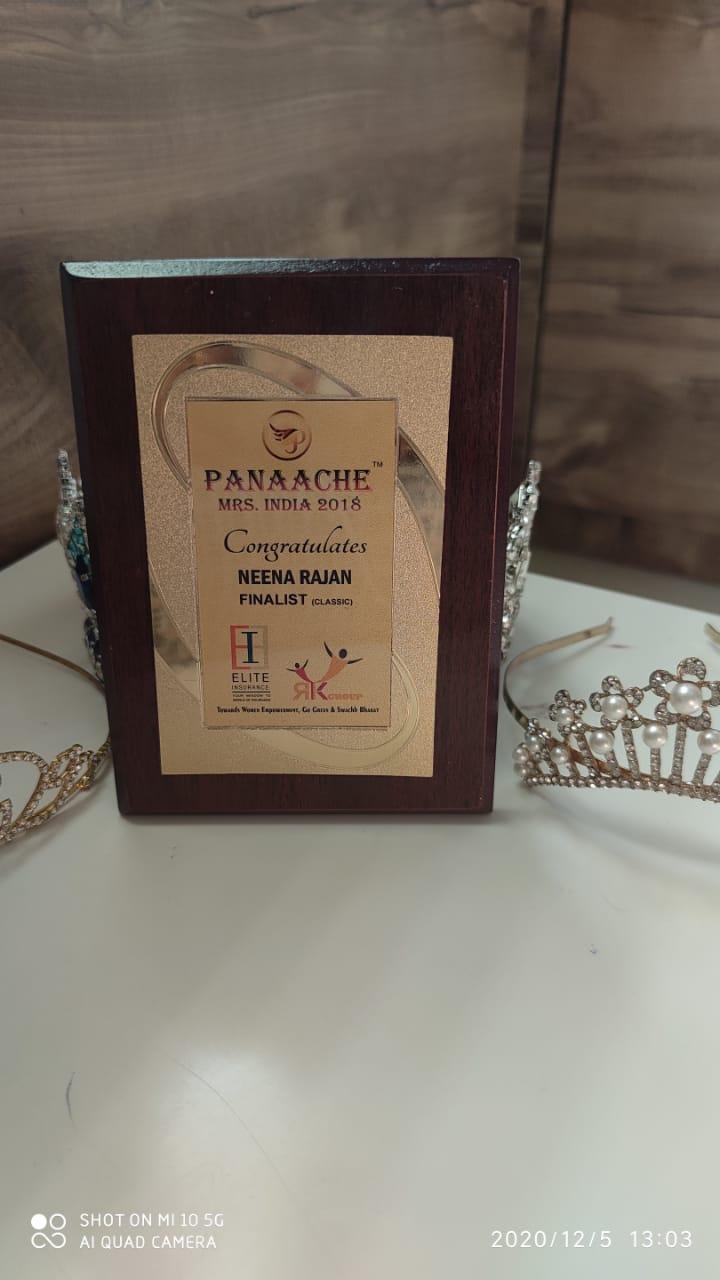 PANAACHE™
MRS. INDIA 2018
Congratulates
NEENA RAJAN
FINALIST (CLASSIC)
EI
ELITE
INSURANCE
RK GROUP
Towards Women Empowerment, Go Green & Swachh Bharat
SHOT ON MI 10 5G
AI QUAD CAMERA
2020/12/5 13:03